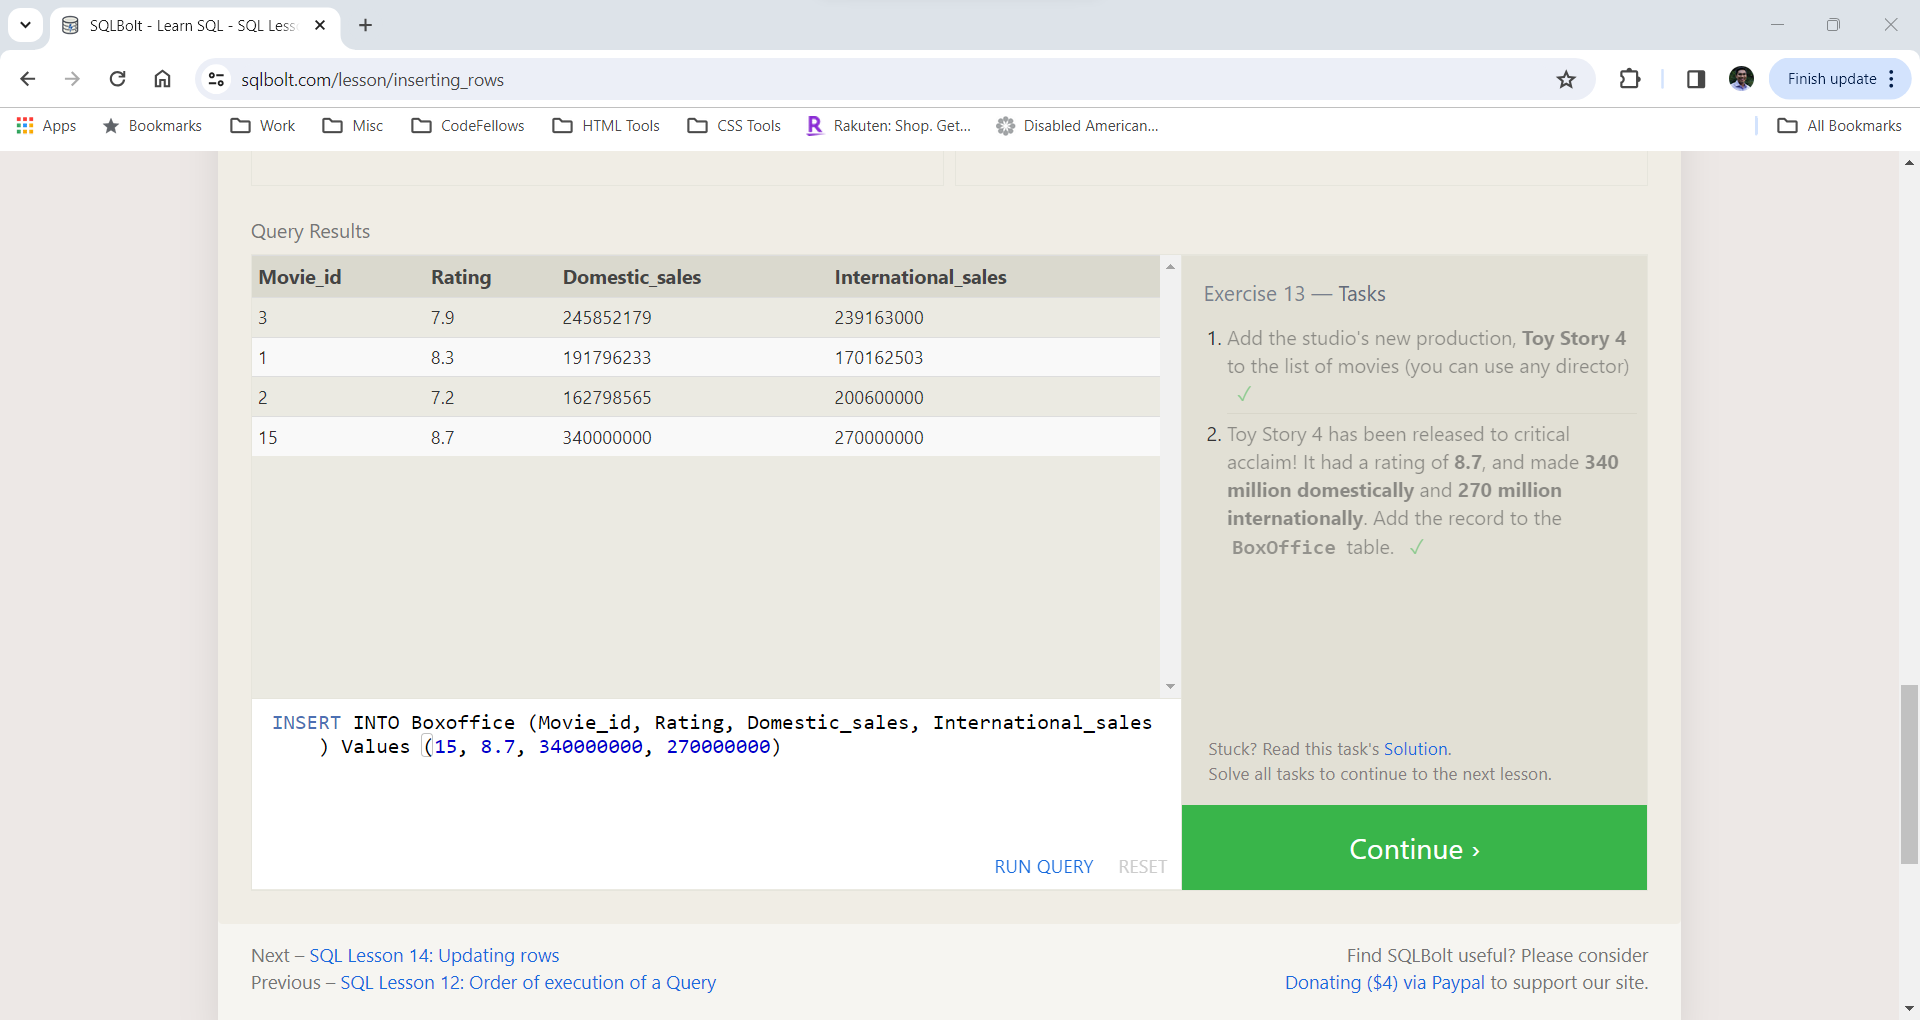 SQLBolt - Learn SQL - SQL Less
sqlbolt.com/lesson/inserting_rows
Finish update
Apps
Bookmarks
Work
Misc
CodeFellows
HTML Tools
CSS Tools
R Rakuten: Shop. Get...
Disabled American...
All Bookmarks
Query Results
Movie_id Rating Domestic_sales International_sales
3 7.9 245852179 239163000
1 8.3 191796233 170162503
2 7.2 162798565 200600000
15 8.7 340000000 270000000
INSERT INTO Boxoffice (Movie_id, Rating, Domestic_sales, International_sales
) Values (15, 8.7, 340000000, 270000000)
RUN QUERY RESET
Exercise 13 — Tasks
1. Add the studio's new production, Toy Story 4
to the list of movies (you can use any director)
✓
2. Toy Story 4 has been released to critical
acclaim! It had a rating of 8.7, and made 340
million domestically and 270 million
internationally. Add the record to the
BoxOffice table. ✓
Stuck? Read this task's Solution.
Solve all tasks to continue to the next lesson.
Continue ›
Next – SQL Lesson 14: Updating rows
Previous – SQL Lesson 12: Order of execution of a Query
Find SQLBolt useful? Please consider
Donating ($4) via Paypal to support our site.